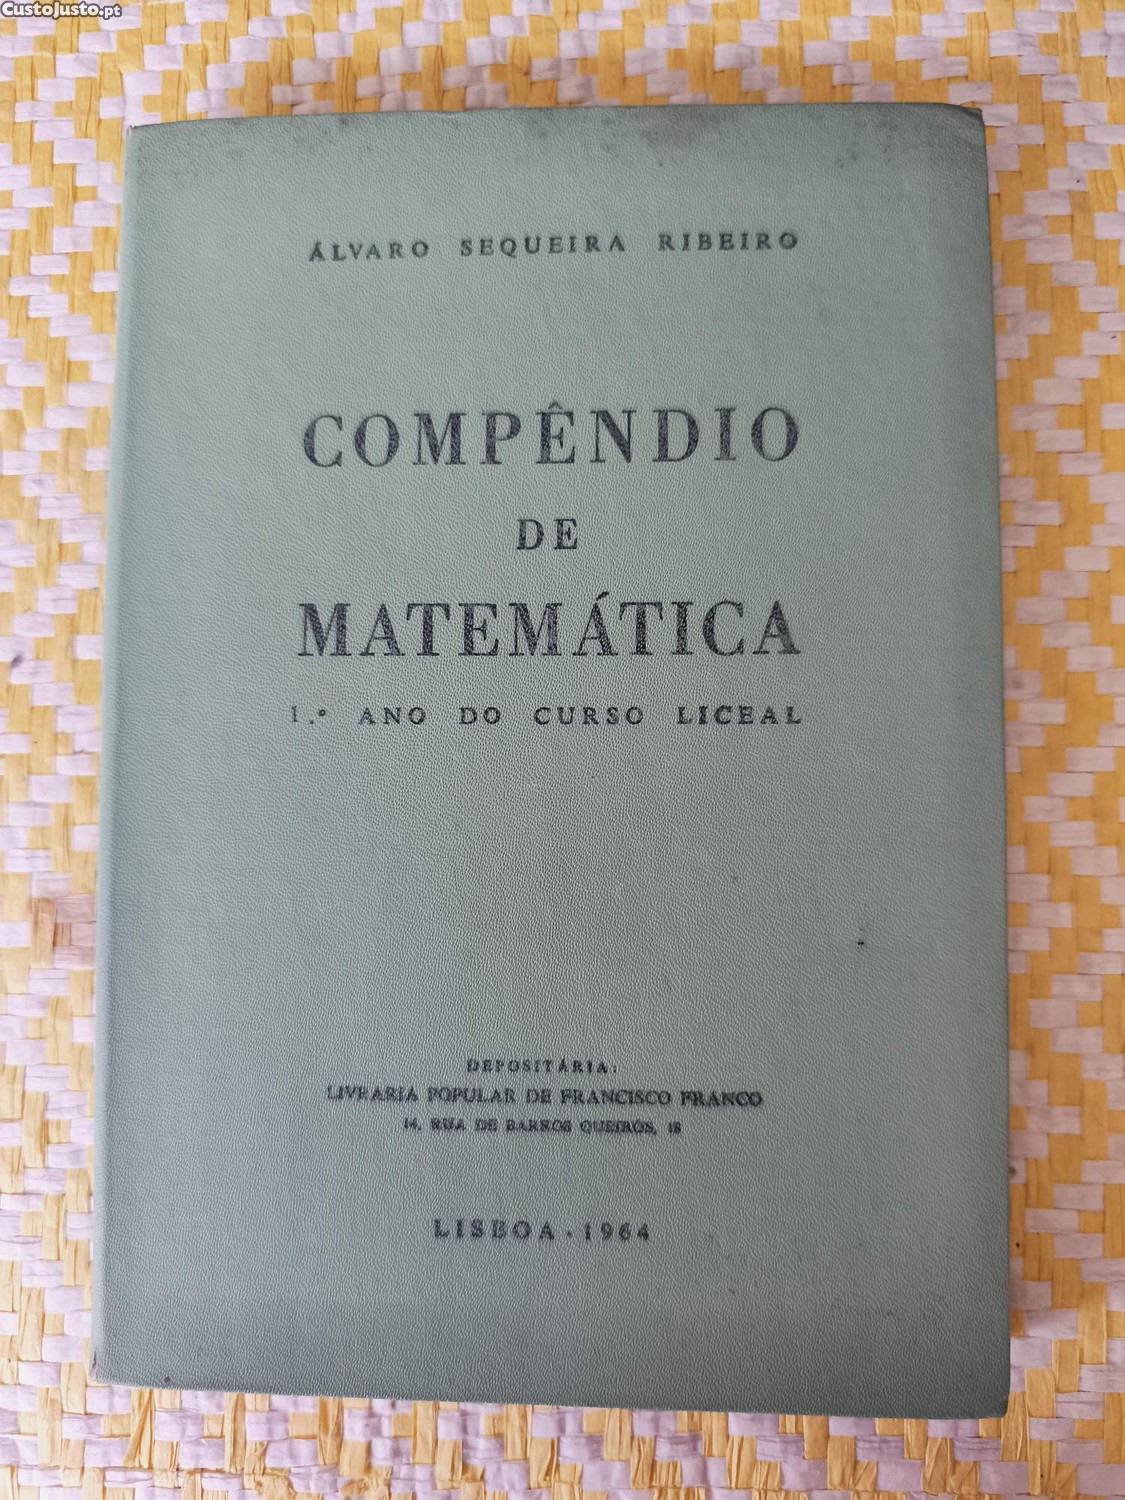 CustoJusto.pt
ÁLVARO SEQUEIRA RIBEIRO
COMPÊNDIO
DE
MATEMÁTICA
1.º ANO DO CURSO LICEAL
DEPOSITÁRIA:
LIVRARIA POPULAR DE FRANCISCO FRANCO
14, RUA DE BARROS QUEIRÓS, 18
LISBOA - 1964